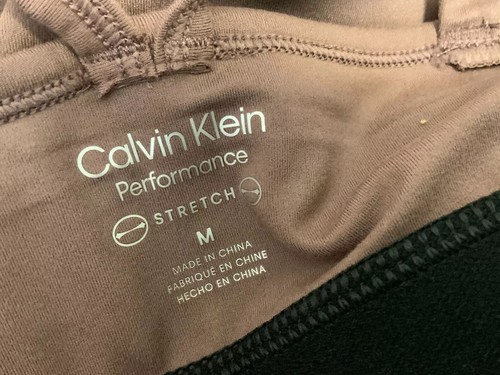 Calvin Klein
Performance
STRETCH
M
MADE IN CHINA
FABRIQUÉ EN CHINE
HECHO EN CHINA